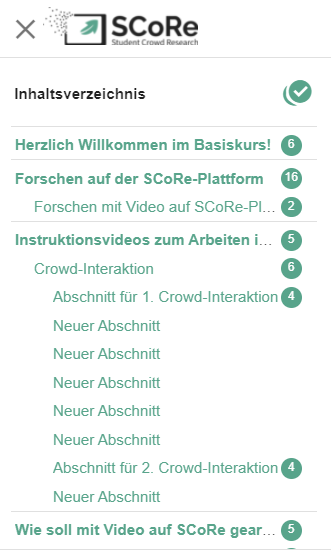 SCoRe
Student Crowd Research
Inhaltsverzeichnis
Herzlich Willkommen im Basiskurs! 6
Forschen auf der SCoRe-Plattform 16
Forschen mit Video auf SCoRe-Pl... 2
Instruktionsvideos zum Arbeiten i... 5
Crowd-Interaktion 6
Abschnitt für 1. Crowd-Interaktion 4
Neuer Abschnitt
Neuer Abschnitt
Neuer Abschnitt
Neuer Abschnitt
Neuer Abschnitt
Abschnitt für 2. Crowd-Interaktion 4
Neuer Abschnitt
Wie soll mit Video auf SCoRe gear... 5